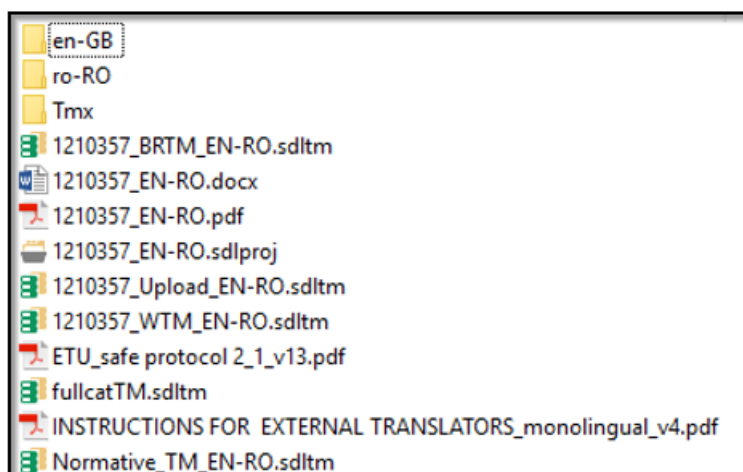 en-GB
ro-RO
Tmx
1210357_BRTM_EN-RO.sdltm
1210357_EN-RO.docx
1210357_EN-RO.pdf
1210357_EN-RO.sdlproj
1210357_Upload_EN-RO.sdltm
1210357_WTM_EN-RO.sdltm
ETU_safe protocol 2_1_v13.pdf
fullcatTM.sdltm
INSTRUCTIONS FOR  EXTERNAL TRANSLATORS_monolingual_v4.pdf
Normative_TM_EN-RO.sdltm